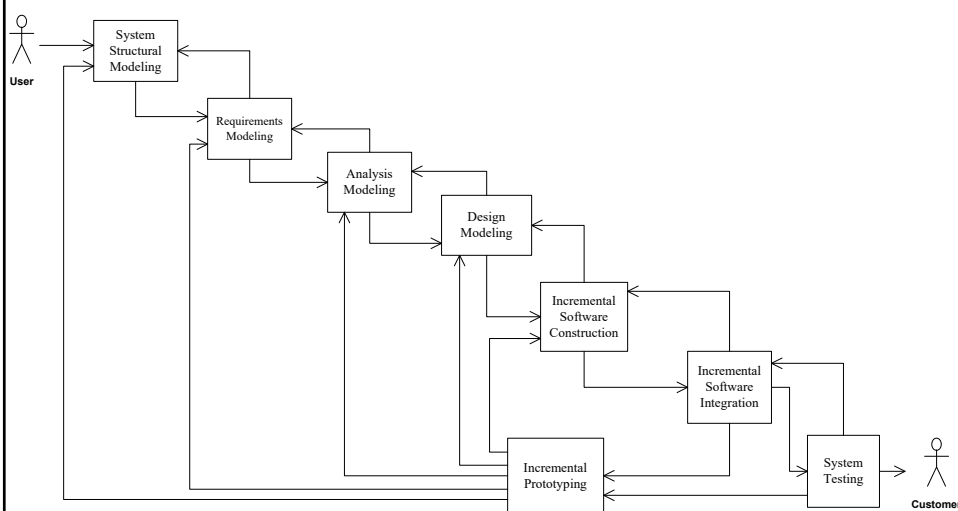 System
Structural
Modeling
User
Requirements
Modeling
Analysis
Modeling
Design
Modeling
Incremental
Software
Construction
Incremental
Software
Integration
Incremental
Prototyping
System
Testing
Customer